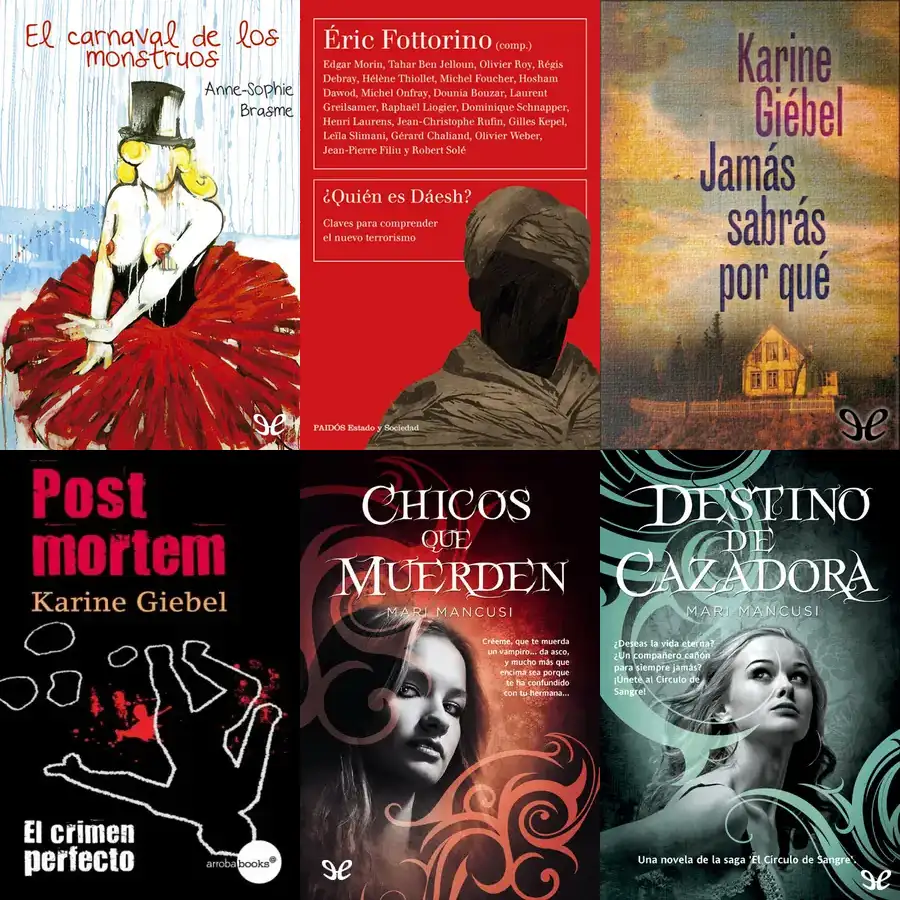 El carnaval de los
monstruos
Anne-Sophie
Brasme
Éric Fottorino (comp.)
Edgar Morin, Tahar Ben Jelloun, Olivier Roy, Régis
Debray, Hélène Thiollet, Michel Foucher, Hosham
Dawod, Michel Onfray, Dounia Bouzar, Laurent
Greilsamer, Raphaël Liogier, Dominique Schnapper,
Henri Laurens, Jean-Christophe Rufin, Gilles Kepel,
Leïla Slimani, Gérard Chaliand, Olivier Weber,
Jean-Pierre Filiu y Robert Solé
¿Quién es Dáesh?
Claves para comprender
el nuevo terrorismo
PAIDÓS Estado y Sociedad
Karine
Giébel
Jamás
sabrás
por qué
Post
mortem
Karine Giebel
El crimen
perfecto
arrobabooks
CHICOS
QUE
MUERDEN
MARI MANCUSI
Créeme, que te muerda
un vampiro... da asco,
y mucho más que
encima sea porque
te ha confundido
con tu hermana...
DESTINO
DE
CAZADORA
MARI MANCUSI
¿Deseas la vida eterna?
¿Un compañero cañón
para siempre jamás?
¡Únete al Círculo de
Sangre!
Una novela de la saga 'El Círculo de Sangre'.